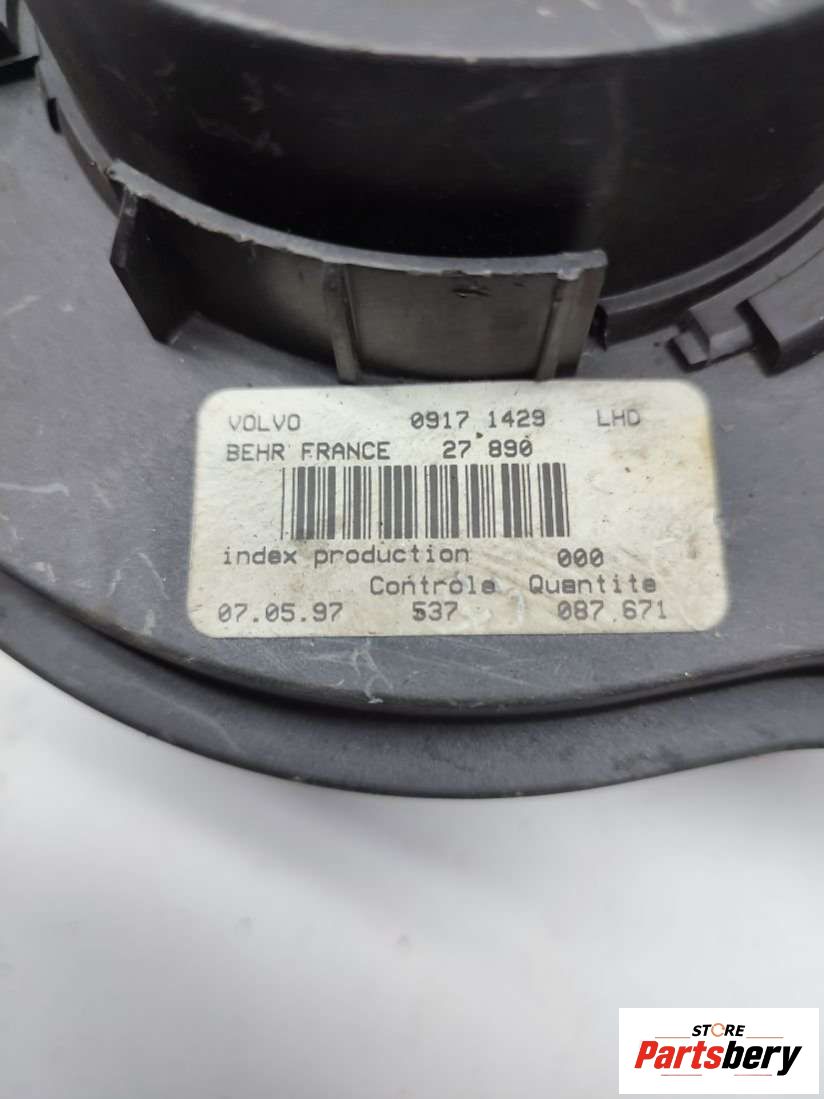 VOLVO 0917 1429 LHD
BEHR FRANCE 27 890
index production 000
Contrôle Quantite
07.05.97 537 087.671
STORE
Partsbery